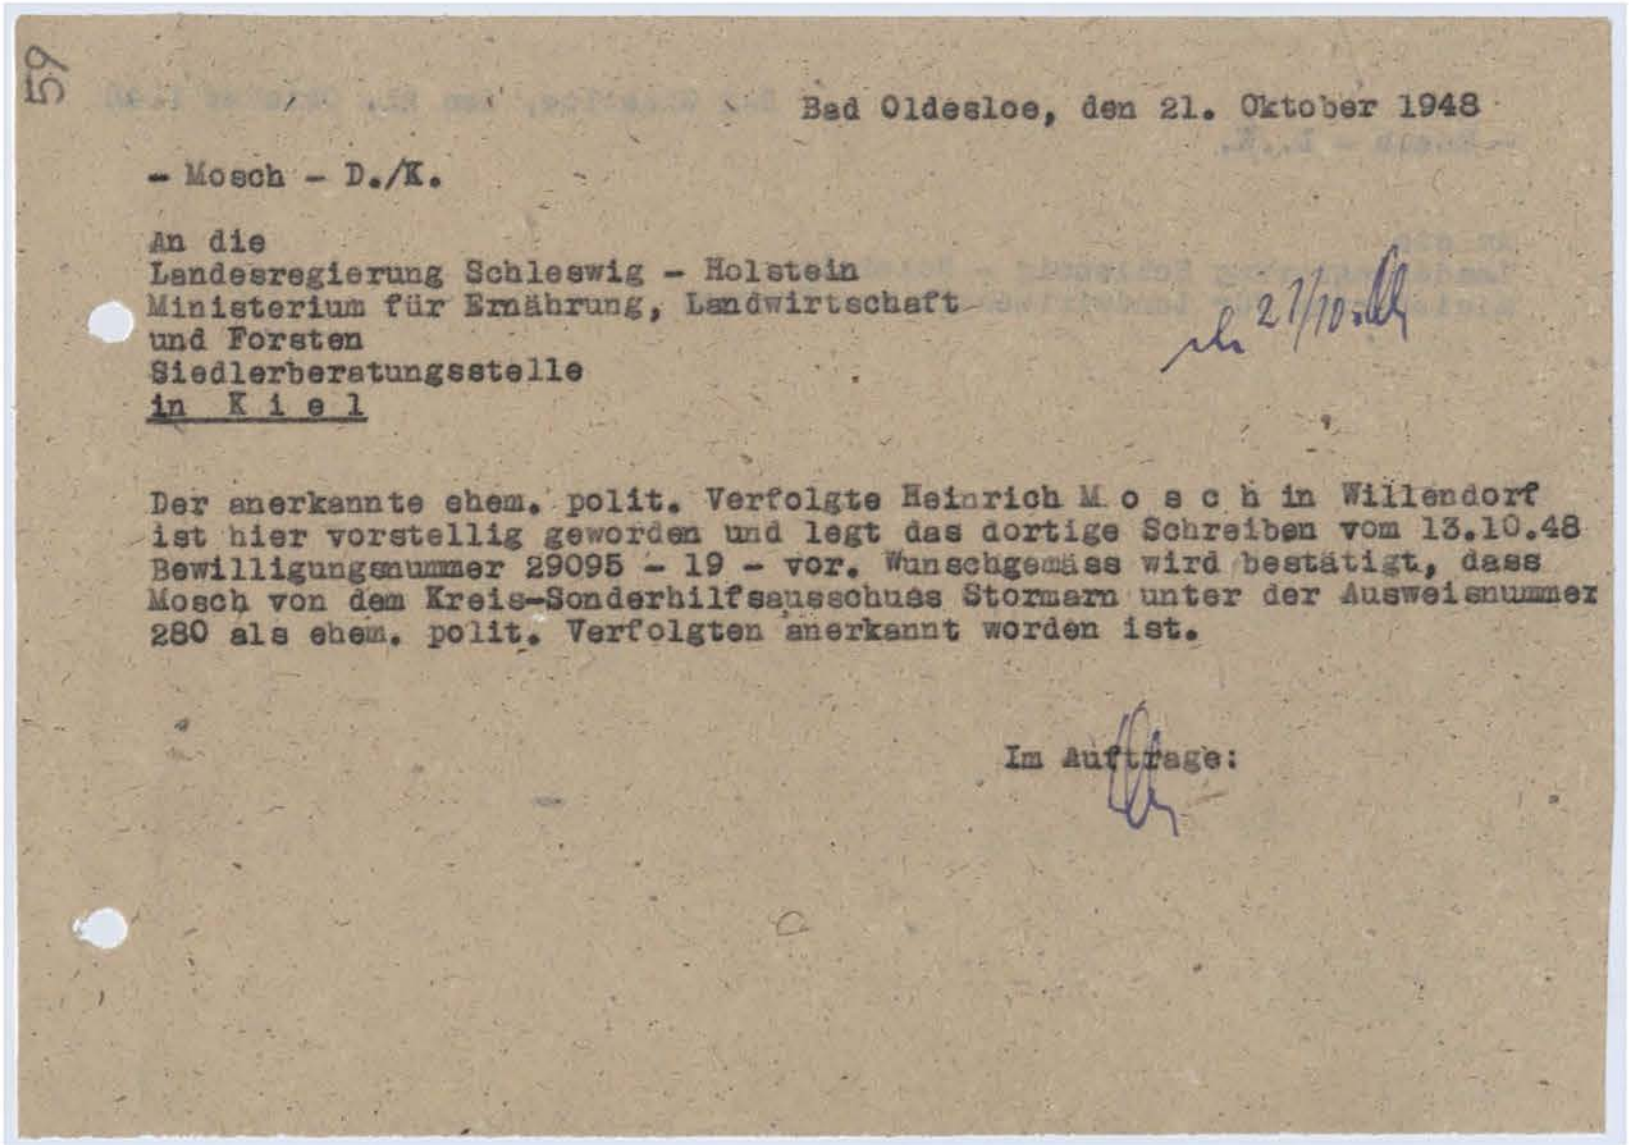 59
Bad Oldesloe, den 21. Oktober 1948
- Mosch - D./K.
An die
Landesregierung Schleswig - Holstein
Ministerium für Ernährung, Landwirtschaft
und Forsten
Siedlerberatungsstelle
in K i e l
21/10.
Der anerkannte ehem. polit. Verfolgte Heinrich M o s c h in Willendorf
ist hier vorstellig geworden und legt das dortige Schreiben vom 13.10.48
Bewilligungsnummer 29095 - 19 - vor. Wunschgemäss wird bestätigt, dass
Mosch von dem Kreis-Sonderhilfsausschuss Stormarn unter der Ausweisnummer
280 als ehem. polit. Verfolgten anerkannt worden ist.
Im Auftrage: